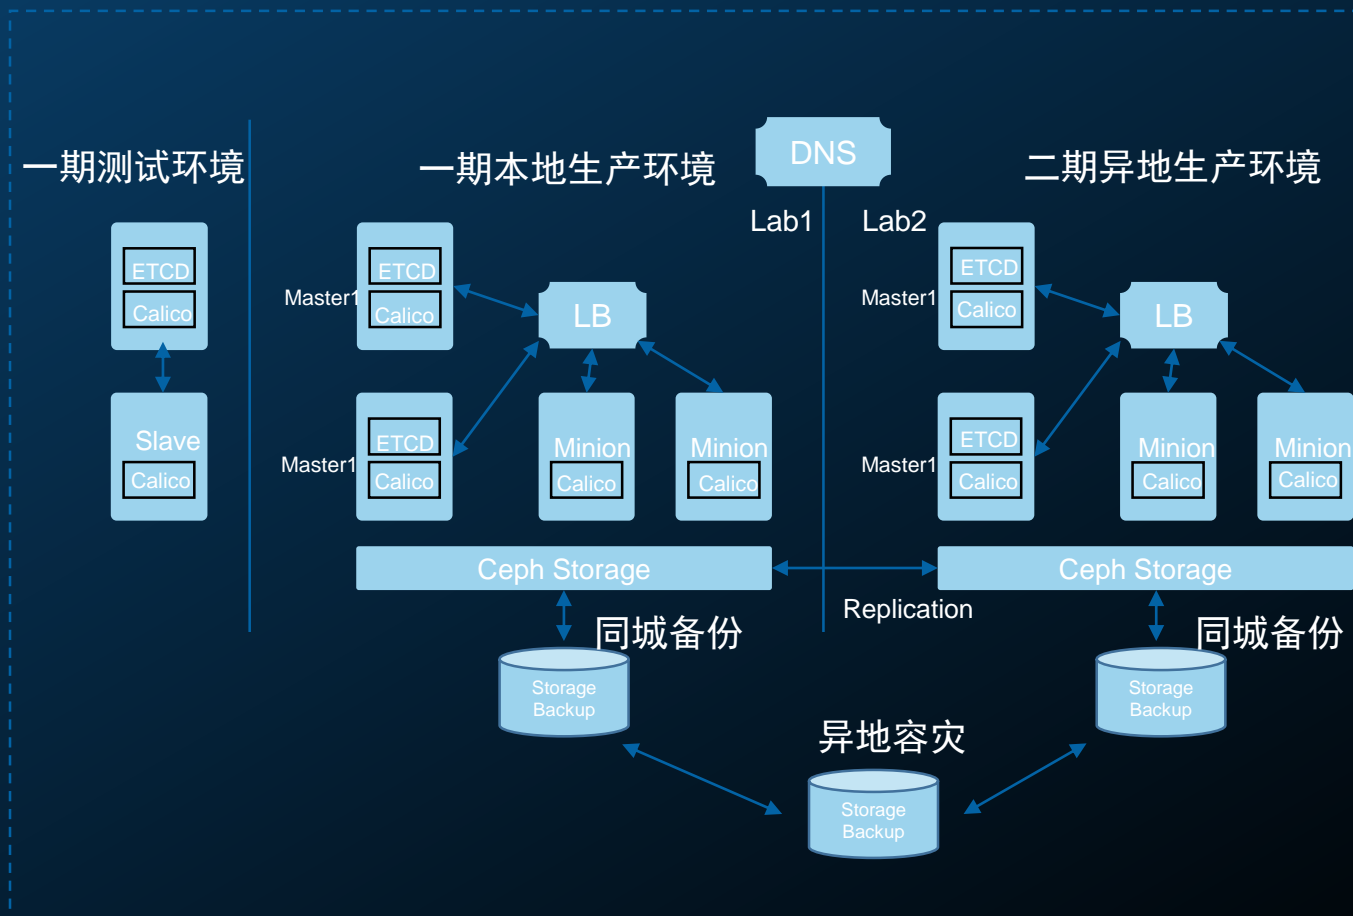 一期测试环境
一期本地生产环境
DNS
二期异地生产环境
Lab1
Lab2
ETCD
Calico
Slave
Calico
Master1
ETCD
Calico
LB
Master1
ETCD
Calico
Minion
Calico
Minion
Calico
Ceph Storage
Master1
ETCD
Calico
LB
Master1
ETCD
Calico
Minion
Calico
Minion
Calico
Ceph Storage
Replication
同城备份
同城备份
Storage
Backup
Storage
Backup
异地容灾
Storage
Backup